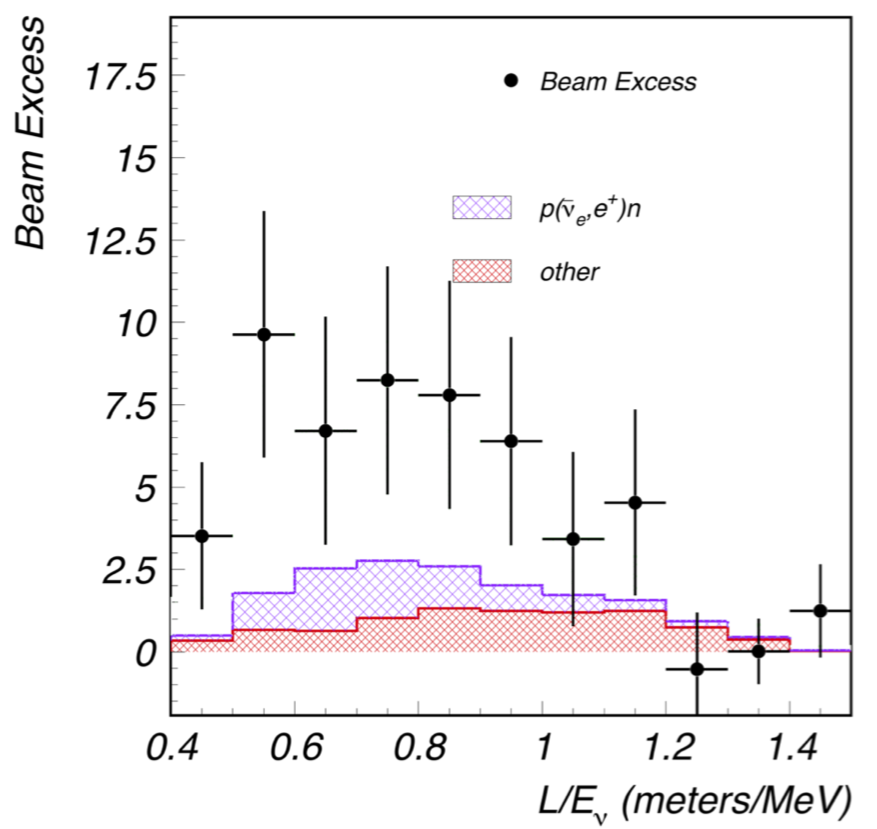 Beam Excess
17.5
15
12.5
10
7.5
5
2.5
0
Beam Excess
p(ν̄ₑ,e⁺)n
other
0.4 0.6 0.8 1 1.2 1.4
L/Eᵥ (meters/MeV)